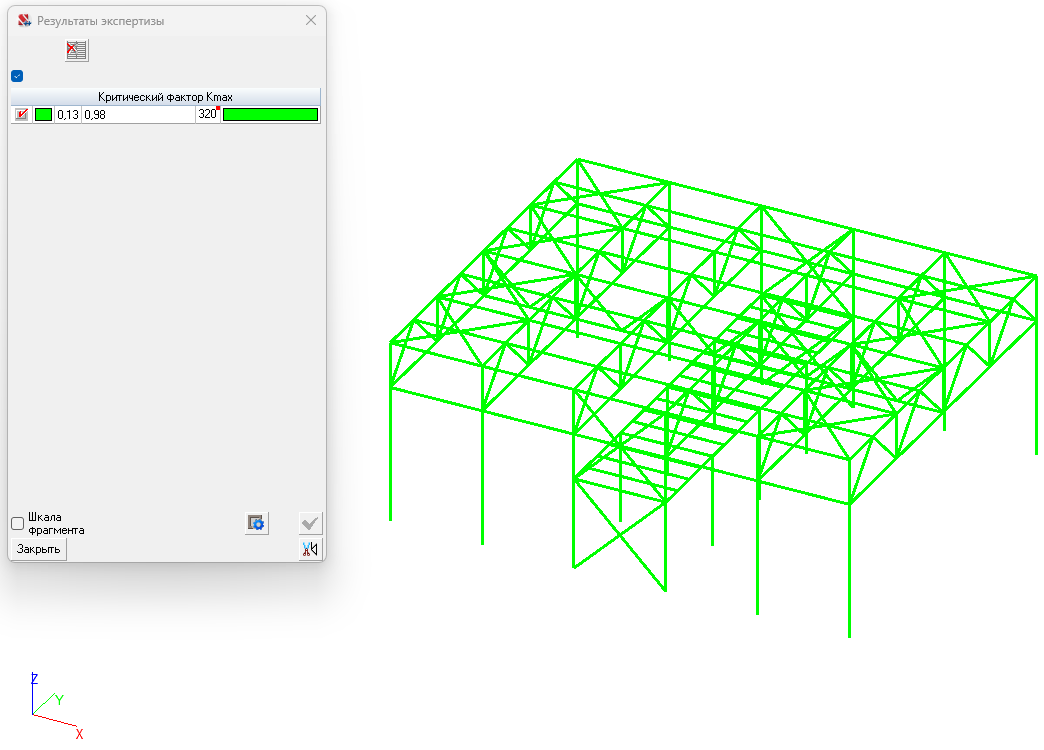 Результаты экспертизы
Критический фактор Kmax
0,13 0,98 320
Шкала
фрагмента
Закрыть
Z
Y
X